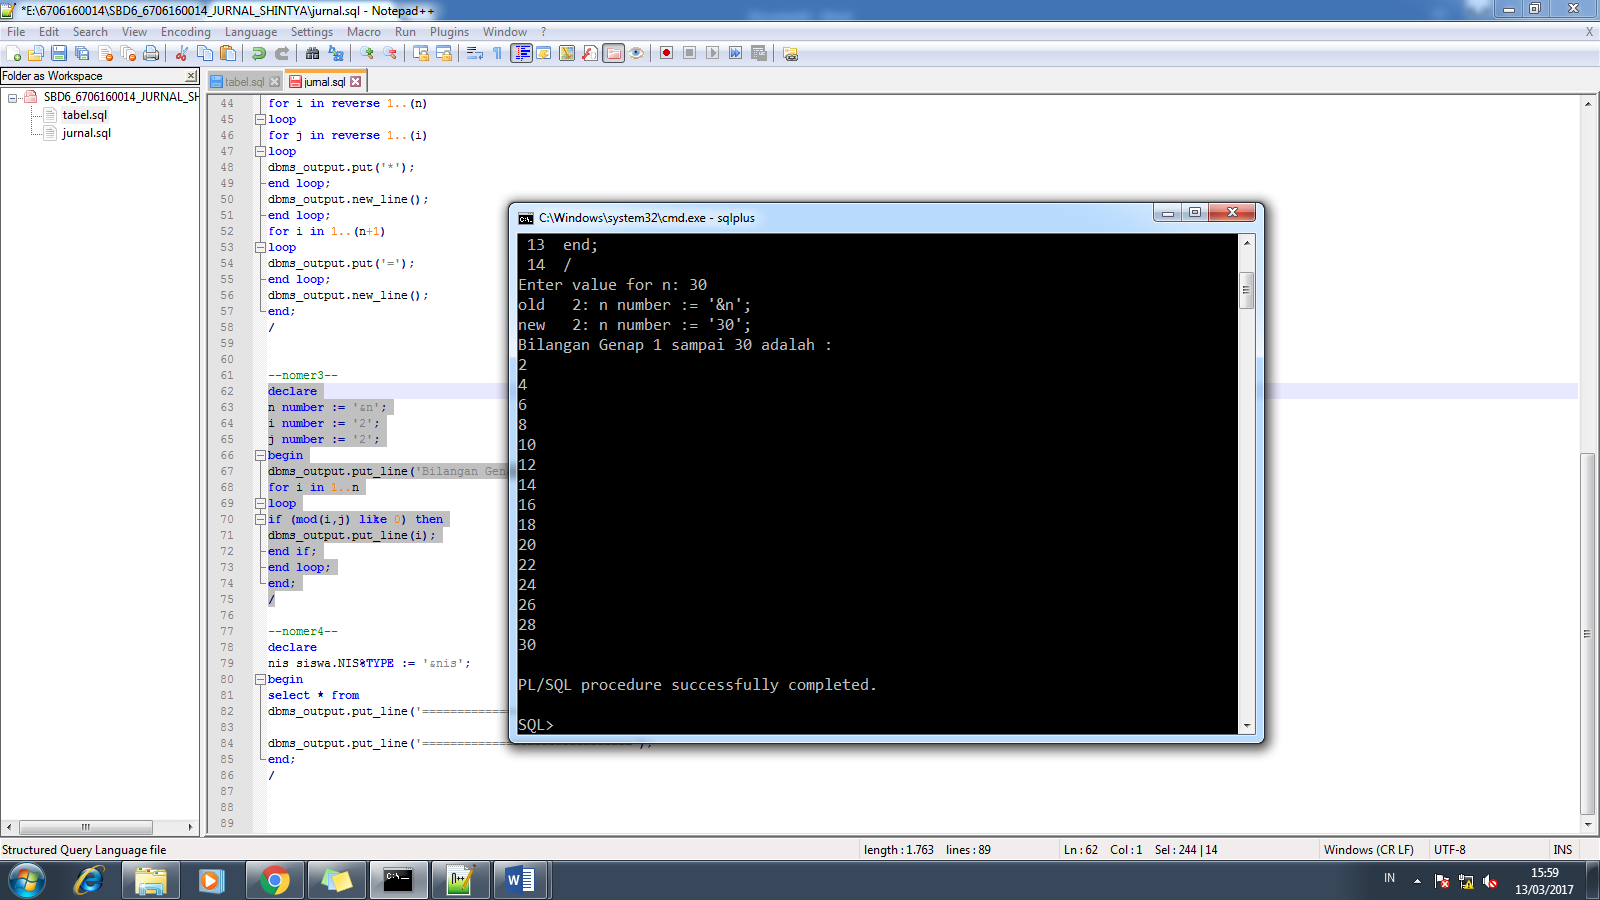 *E:\6706160014\SBD6_6706160014_JURNAL_SHINTYA\jurnal.sql - Notepad++
File Edit Search View Encoding Language Settings Macro Run Plugins Window ? X
Folder as Workspace
SBD6_6706160014_JURNAL_SH
tabel.sql
jurnal.sql
tabel.sql jurnal.sql
44 for i in reverse 1..(n)
45 loop
46 for j in reverse 1..(i)
47 loop
48 dbms_output.put('*');
49 end loop;
50 dbms_output.new_line();
51 end loop;
52 for i in 1..(n+1)
53 loop
54 dbms_output.put('=');
55 end loop;
56 dbms_output.new_line();
57 end;
58 /
59
60
61 --nomer3--
62 declare
63 n number := '&n';
64 i number := '2';
65 j number := '2';
66 begin
67 dbms_output.put_line('Bilangan Gen
68 for i in 1..n
69 loop
70 if (mod(i,j) like 0) then
71 dbms_output.put_line(i);
72 end if;
73 end loop;
74 end;
75 /
76
77 --nomer4--
78 declare
79 nis siswa.NIS%TYPE := '&nis';
80 begin
81 select * from
82 dbms_output.put_line('=============
83
84 dbms_output.put_line('==============================');
85 end;
86 /
87
88
89
C:\Windows\system32\cmd.exe - sqlplus
13 end;
14 /
Enter value for n: 30
old 2: n number := '&n';
new 2: n number := '30';
Bilangan Genap 1 sampai 30 adalah :
2
4
6
8
10
12
14
16
18
20
22
24
26
28
30
PL/SQL procedure successfully completed.
SQL>
Structured Query Language file length : 1.763 lines : 89 Ln : 62 Col : 1 Sel : 244 | 14 Windows (CR LF) UTF-8 INS
IN 15:59
13/03/2017